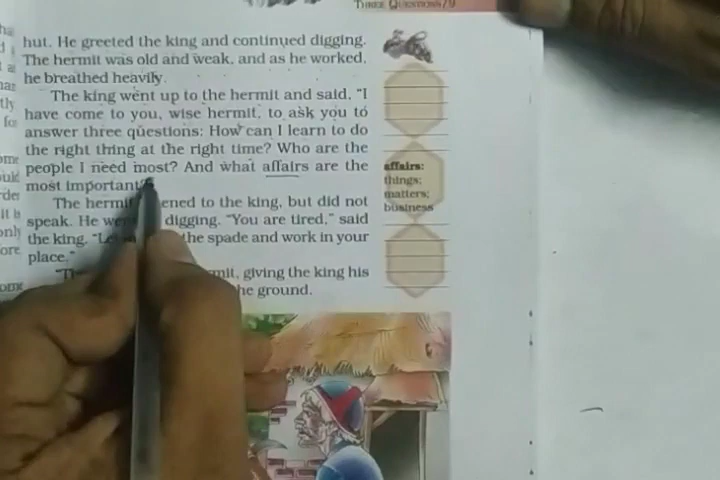 THREE QUESTIONS/9
hut. He greeted the king and continued digging.
The hermit was old and weak, and as he worked,
he breathed heavily.
The king went up to the hermit and said, "I
have come to you, wise hermit, to ask you to
answer three questions: How can I learn to do
the right thing at the right time? Who are the
people I need most? And what affairs are the
most important
The ened to the king, but did not
speak. He digging. "You are tired," said
the king. the spade and work in your
place."
giving the king his
ground.
affairs:
things;
matters;
business